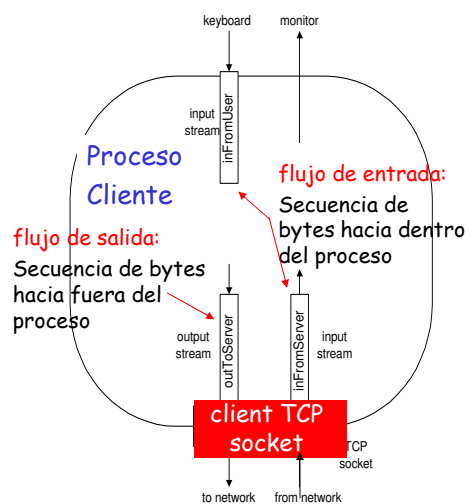 keyboard
monitor
input
stream
inFromUser
Proceso
Cliente
flujo de entrada:
Secuencia de
bytes hacia dentro
del proceso
flujo de salida:
Secuencia de bytes
hacia fuera del
proceso
output
stream
outToServer
inFromServer
input
stream
client TCP
socket
TCP
socket
to network
from network